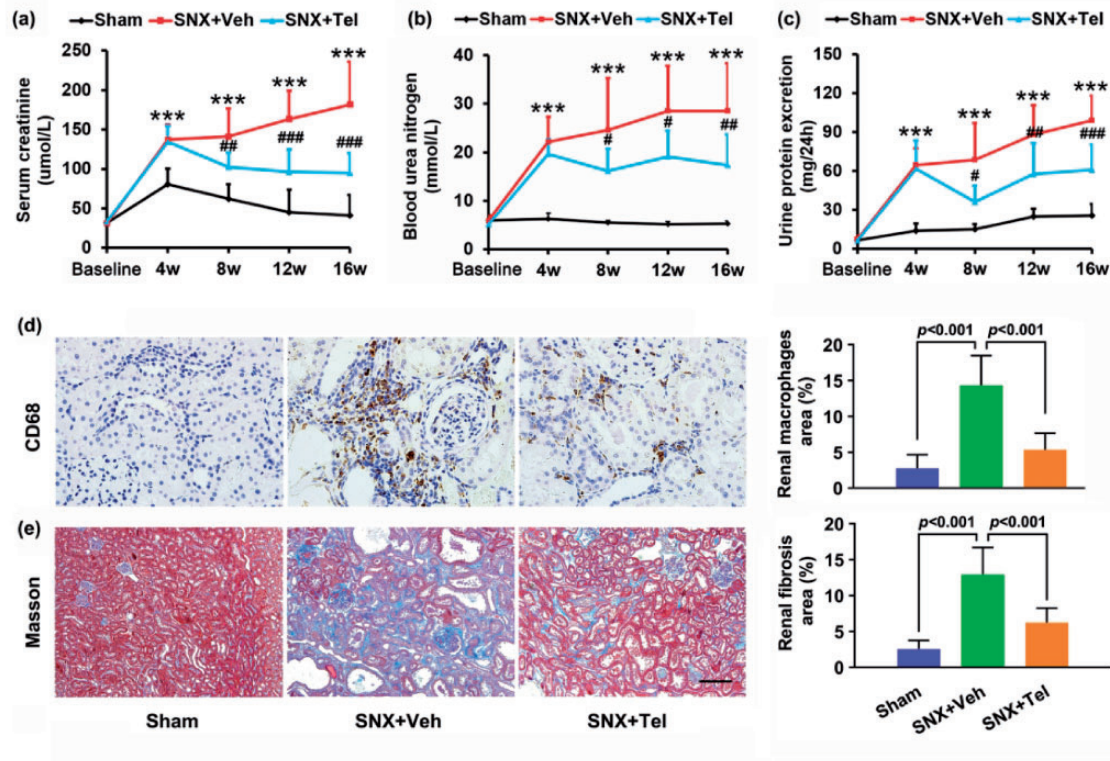 (a) Sham SNX+Veh SNX+Tel
Serum creatinine
(umol/L)
250
200
150
100
50
0
*** *** *** ***
## ### ###
Baseline 4w 8w 12w 16w
(b) Sham SNX+Veh SNX+Tel
Blood urea nitrogen
(mmol/L)
40
30
20
10
0
*** *** *** ***
# # ##
Baseline 4w 8w 12w 16w
(c) Sham SNX+Veh SNX+Tel
Urine protein excretion
(mg/24h)
150
120
90
60
30
0
*** *** *** ***
# ## ###
Baseline 4w 8w 12w 16w
(d)
CD68
Renal macrophages
area (%)
20
15
10
5
0
p<0.001 p<0.001
(e)
Masson
Sham SNX+Veh SNX+Tel
Renal fibrosis
area (%)
20
15
10
5
0
p<0.001 p<0.001
Sham SNX+Veh SNX+Tel